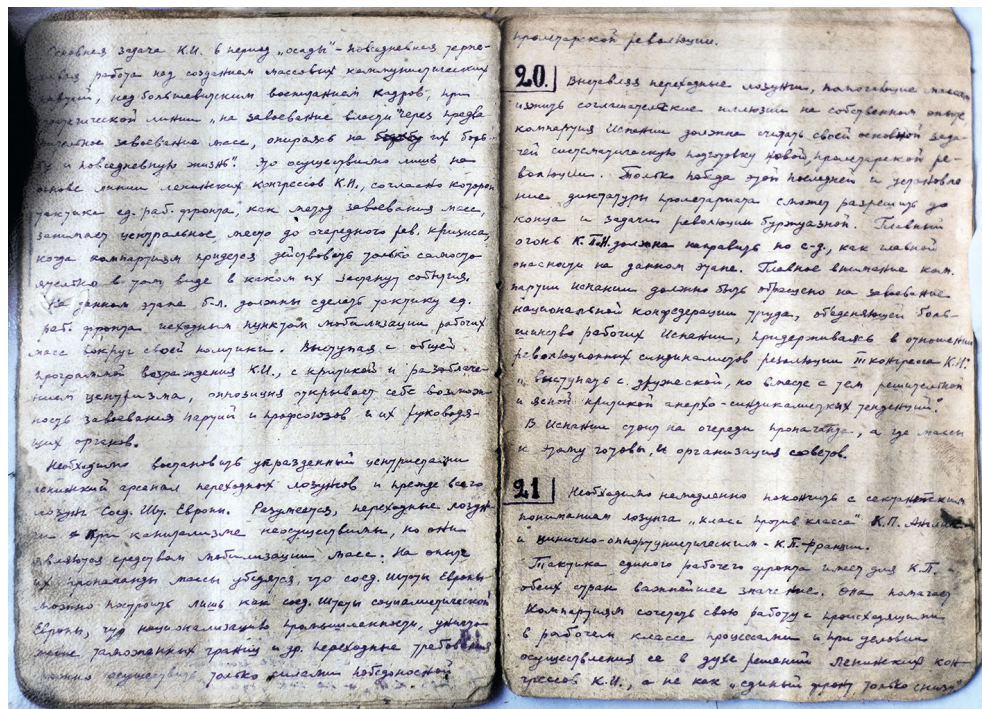 Основная задача К.И. в период „осады" – повседневная терпе-
ливая работа над созданием массовых коммунистических
партий, над большевицким воспитанием кадров, при
стратегической линии „на завоевание власти через предва
рительное завоевание масс, опираясь на их борь-
бу и повседневную жизнь". Это осуществимо лишь на
основе линии ленинских конгрессов К.И., согласно которой
тактика ед. раб. фронта, как метод завоевания масс,
занимает центральное место до очередного рев. кризиса,
когда компартиям придется действовать только самосто
ятельно в том виде в каком их застанут события.
На данном этапе б-л. должны сделать тактику ед.
раб. фронта исходным пунктом мобилизации рабочих
масс вокруг своей политики. Выступая с общей
программой возрождения К.И., с критикой и разоблаче-
нием центризма, оппозиция открывает себе возмож-
ность завоевания партий и профсоюзов и их руководя-
щих органов.
Необходимо востановить упразденный центристами
ленинский арсенал переходных лозунгов и прежде всего
лозунг Соед. Шт. Европы. Разумеется, переходные лозун
ги при капитализме неосуществимы, но они
являются средством мобилизации масс. На опыте
их пропаганды массы убедятся, что соед. штаты Европы
можно построить лишь как соед. штаты социалистической
Европы, что национализацию промышленности, уничто
жение таможенных границ и др. переходные требования
можно осуществить только силами победоносной
пролетарской революции.
20. Выставляя переходные лозунги, помогающие массам
изжить соглашательские иллюзии на собственном опыте
компартия Испании должна считать своей основной зада-
чей систематическую подготовку новой, пролетарской ре-
волюции. Только победа этой последней и установле
ние диктатуры пролетариата сможет разрешить до
конца и задачи революции буржуазной. Главный
огонь К.П.И. должна направить по с-д., как главной
опасности на данном этапе. Главное внимание ком.
партии Испании должно быть обращено на завоевание
национальной конфедерации труда, обединяющей боль-
шинство рабочих Испании, придерживаясь в отношении
революционных синдикалистов резолюции III конгресса К.И.
„выступать с дружеской, но вместе с тем решительной
и ясной критикой анархо-синдикалистких тенденций".
В Испании стоит на очереди пропаганда, а где массы
к этому готовы, и организация советов.
21 Необходимо немедленно покончить с сектантским
пониманием лозунга „класс против класса" К.П. Англии
и цинично-оппортунистическим – К.П. Франции.
Тактика единого рабочего фронта имеет для К.П.
обеих стран важнейшее значение. Она помогает
Компартиям сочетать свою работу с происходящими
в рабочем классе процессами и при условии
осуществления ее в духе решений Ленинских кон-
грессов К.И., а не как „единый фронт только снизу"